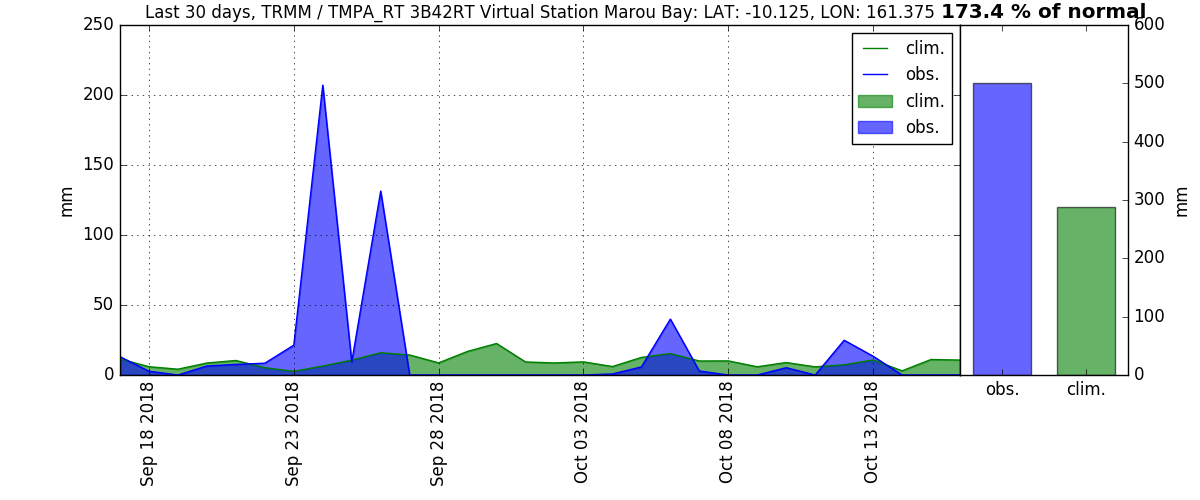 Last 30 days, TRMM / TMPA_RT 3B42RT Virtual Station Marou Bay: LAT: -10.125, LON: 161.375 173.4 % of normal
250
200
150
100
50
0
mm
clim.
obs.
clim.
obs.
Sep 18 2018
Sep 23 2018
Sep 28 2018
Oct 03 2018
Oct 08 2018
Oct 13 2018
600
500
400
300
200
100
0
mm
obs.
clim.